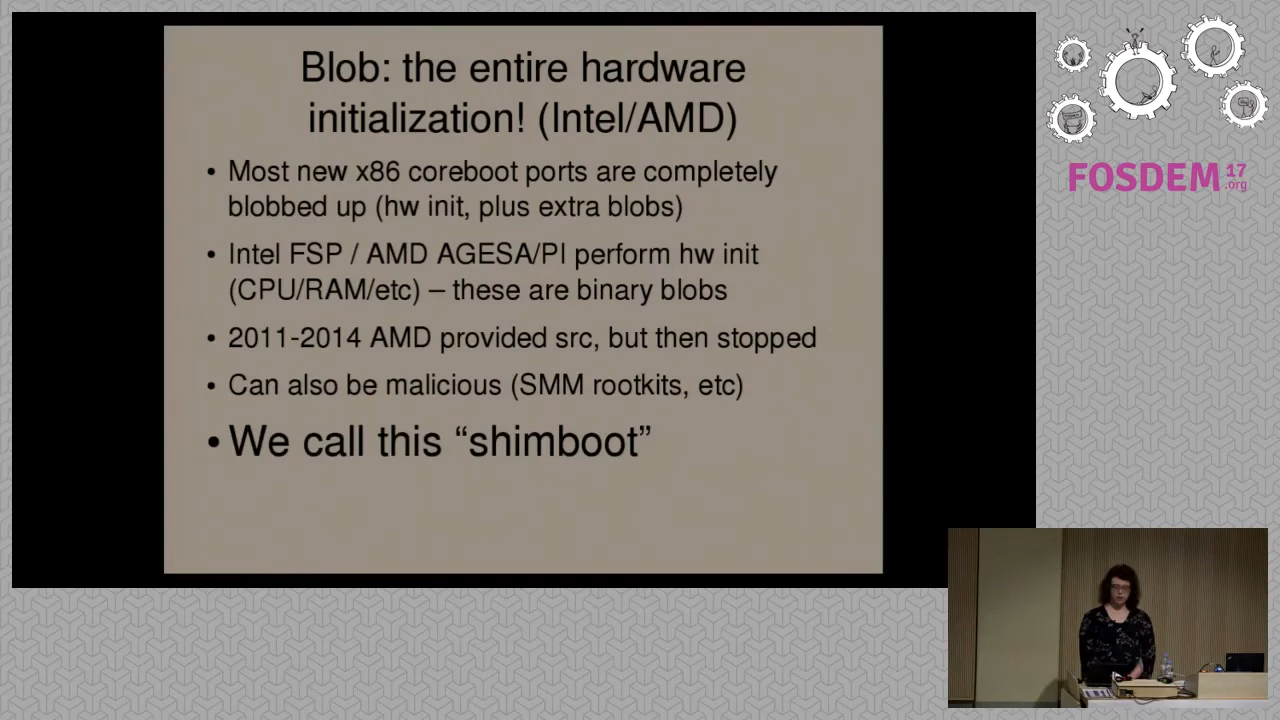 Blob: the entire hardware
initialization! (Intel/AMD)
• Most new x86 coreboot ports are completely
blobbed up (hw init, plus extra blobs)
• Intel FSP / AMD AGESA/PI perform hw init
(CPU/RAM/etc) – these are binary blobs
• 2011-2014 AMD provided src, but then stopped
• Can also be malicious (SMM rootkits, etc)
• We call this “shimboot”
FOSDEM 17
.org